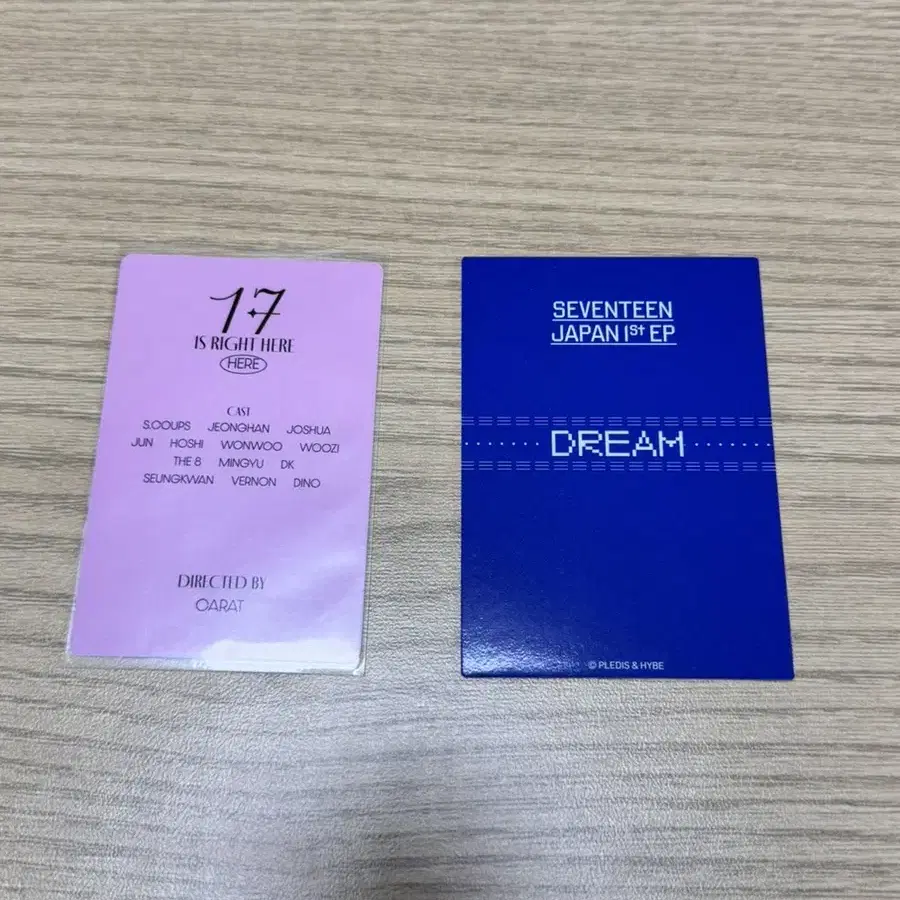 17
IS RIGHT HERE
HERE
CAST
S.COUPS JEONGHAN JOSHUA
JUN HOSHI WONWOO WOOZI
THE 8 MINGYU DK
SEUNGKWAN VERNON DINO
DIRECTED BY
CARAT
SEVENTEEN
JAPAN 1St EP
DREAM
© PLEDIS & HYBE